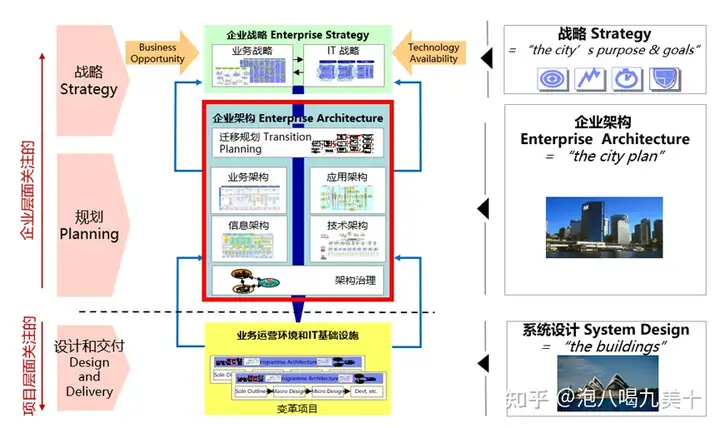 企业层面关注的
项目层面关注的
战略
Strategy
规划
Planning
设计和交付
Design
and
Delivery
Business
Opportunity
企业战略 Enterprise Strategy
业务战略
IT 战略
Technology
Availability
企业架构 Enterprise Architecture
迁移规划 Transition
Planning
业务架构
应用架构
信息架构
技术架构
架构治理
业务运营环境和IT基础设施
Programme Architecture
Programme Architecture
Soln Outline
Macro Design
Micro Design
Devt, etc.
变革项目
战略 Strategy
= “the city’s purpose & goals”
企业架构
Enterprise Architecture
= “the city plan”
系统设计 System Design
= “the buildings”
知乎 @泡八喝九美十